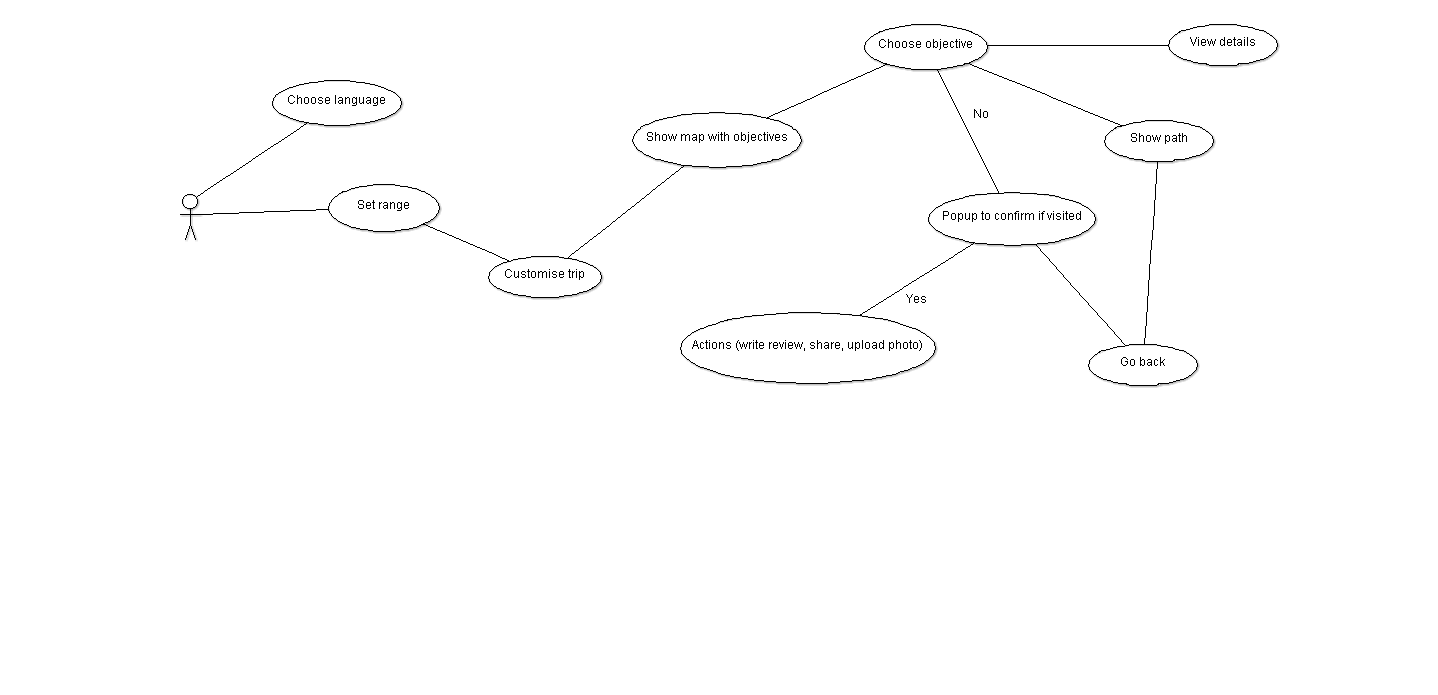 Choose objective
View details
Choose language
No
Show map with objectives
Show path
Set range
Popup to confirm if visited
Customise trip
Yes
Actions (write review, share, upload photo)
Go back